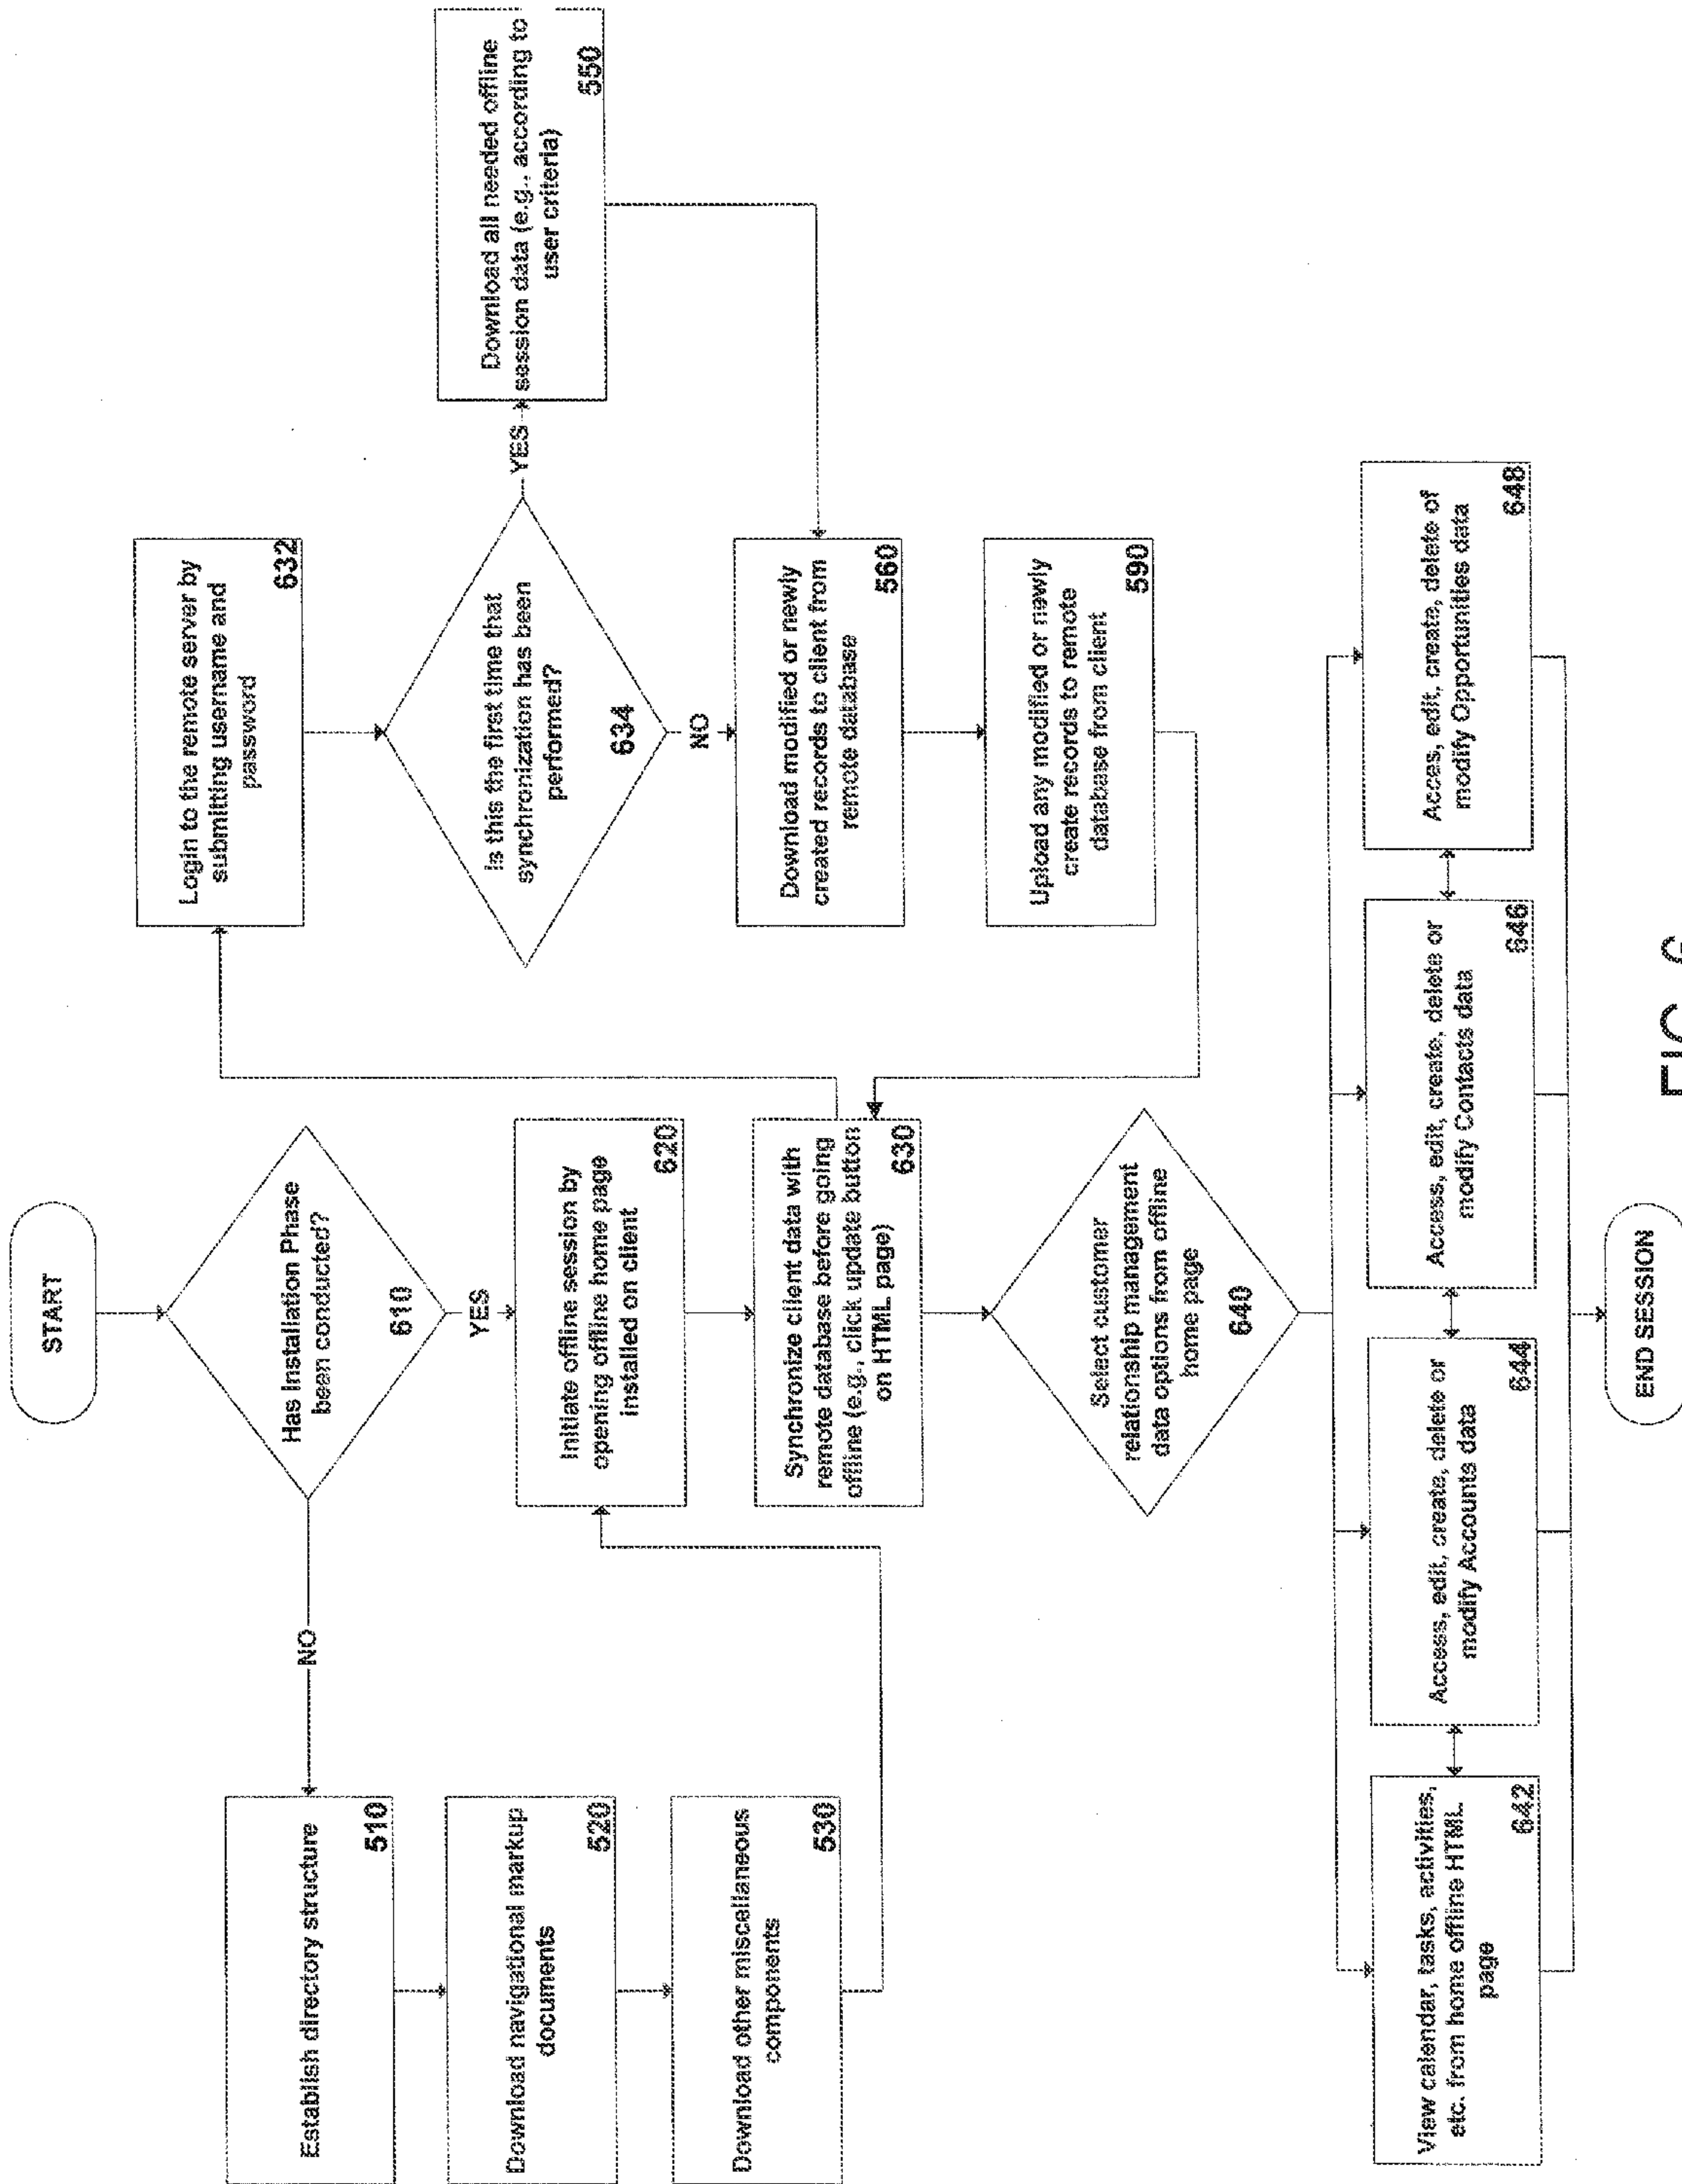 START
Has Installation Phase
been conducted?
610
NO
YES
Establish directory structure
510
Download navigational markup
documents
520
Download other miscellaneous
components
530
Initiate offline session by
opening offline home page
installed on client
620
Synchronize client data with
remote database before going
offline (e.g., click update button
on HTML page)
630
Login to the remote server by
submitting username and
password
632
Is this the first time that
synchronization has been
performed?
634
YES
NO
Download all needed offline
session data (e.g., according to
user criteria)
550
Download modified or newly
created records to client from
remote database
560
Upload any modified or newly
create records to remote
database from client
590
Select customer
relationship management
data options from offline
home page
640
View calendar, tasks, activities,
etc. from home offline HTML
page
642
Access, edit, create, delete or
modify Accounts data
644
Access, edit, create, delete or
modify Contacts data
646
Acces, edit, create, delete of
modify Opportunities data
648
END SESSION